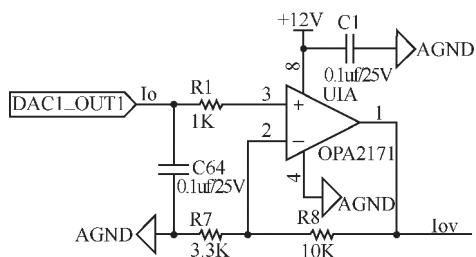 +12V
C1
AGND
0.1uf/25V
8
DAC1_OUT1
Io
R1
1K
3
+
U1A
1
2
−
OPA2171
C64
0.1uf/25V
4
AGND
AGND
R7
3.3K
R8
10K
Iov